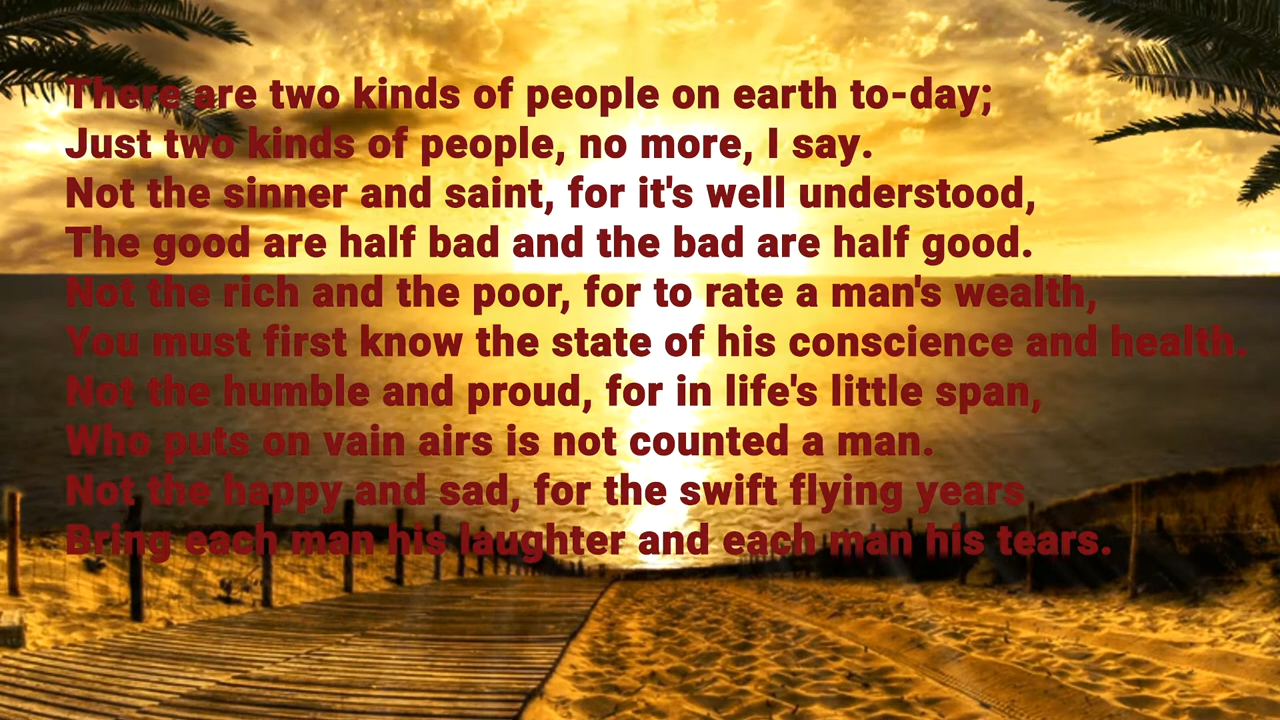 There are two kinds of people on earth to-day;
Just two kinds of people, no more, I say.
Not the sinner and saint, for it's well understood,
The good are half bad and the bad are half good.
Not the rich and the poor, for to rate a man's wealth,
You must first know the state of his conscience and health.
Not the humble and proud, for in life's little span,
Who puts on vain airs is not counted a man.
Not the happy and sad, for the swift flying years
Bring each man his laughter and each man his tears.